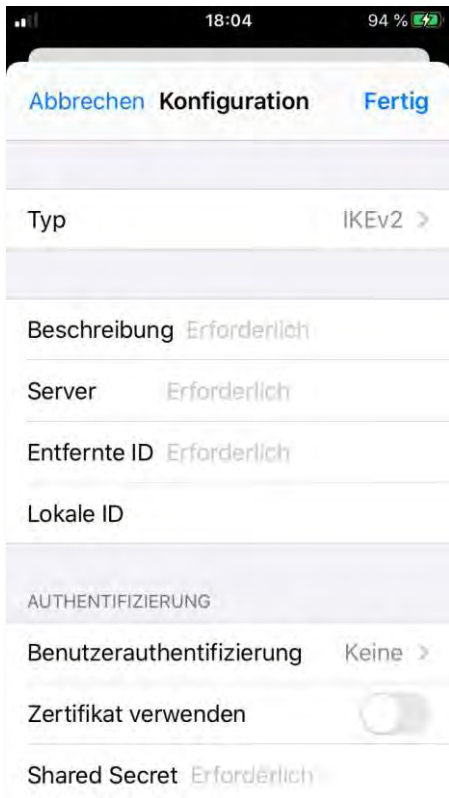 18:04 94 %
Abbrechen Konfiguration Fertig
Typ IKEv2 >
Beschreibung Erforderlich
Server Erforderlich
Entfernte ID Erforderlich
Lokale ID
AUTHENTIFIZIERUNG
Benutzerauthentifizierung Keine >
Zertifikat verwenden
Shared Secret Erforderlich